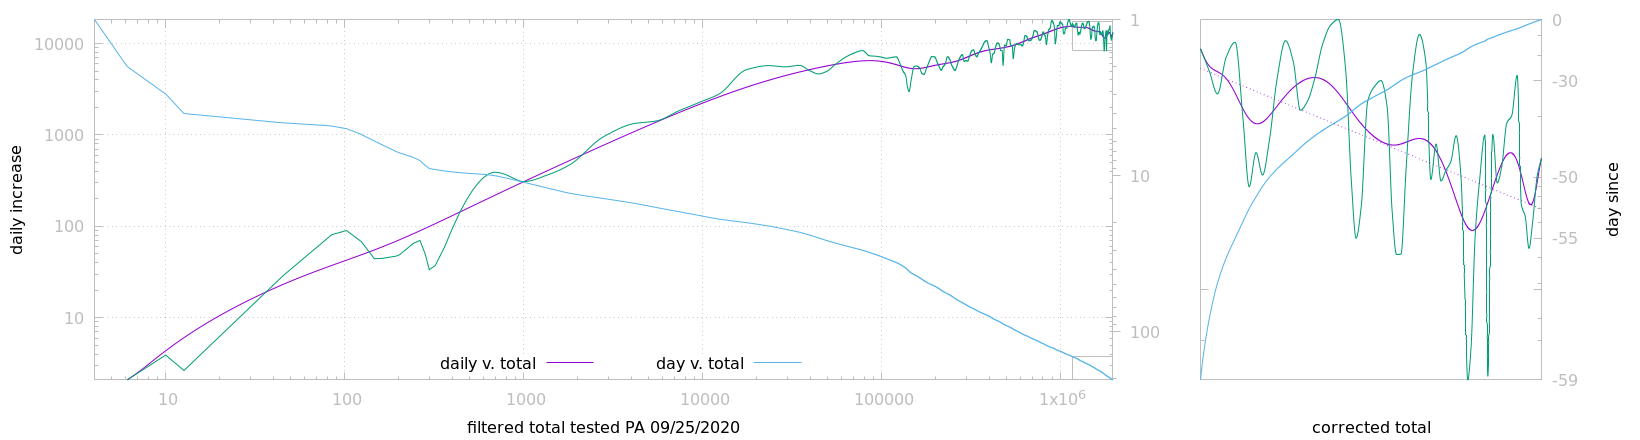 10000
1000
100
10
daily increase
1
10
100
daily v. total
day v. total
10
100
1000
10000
100000
1x10⁶
filtered total tested PA 09/25/2020
0
-30
-50
-55
-59
day since
corrected total